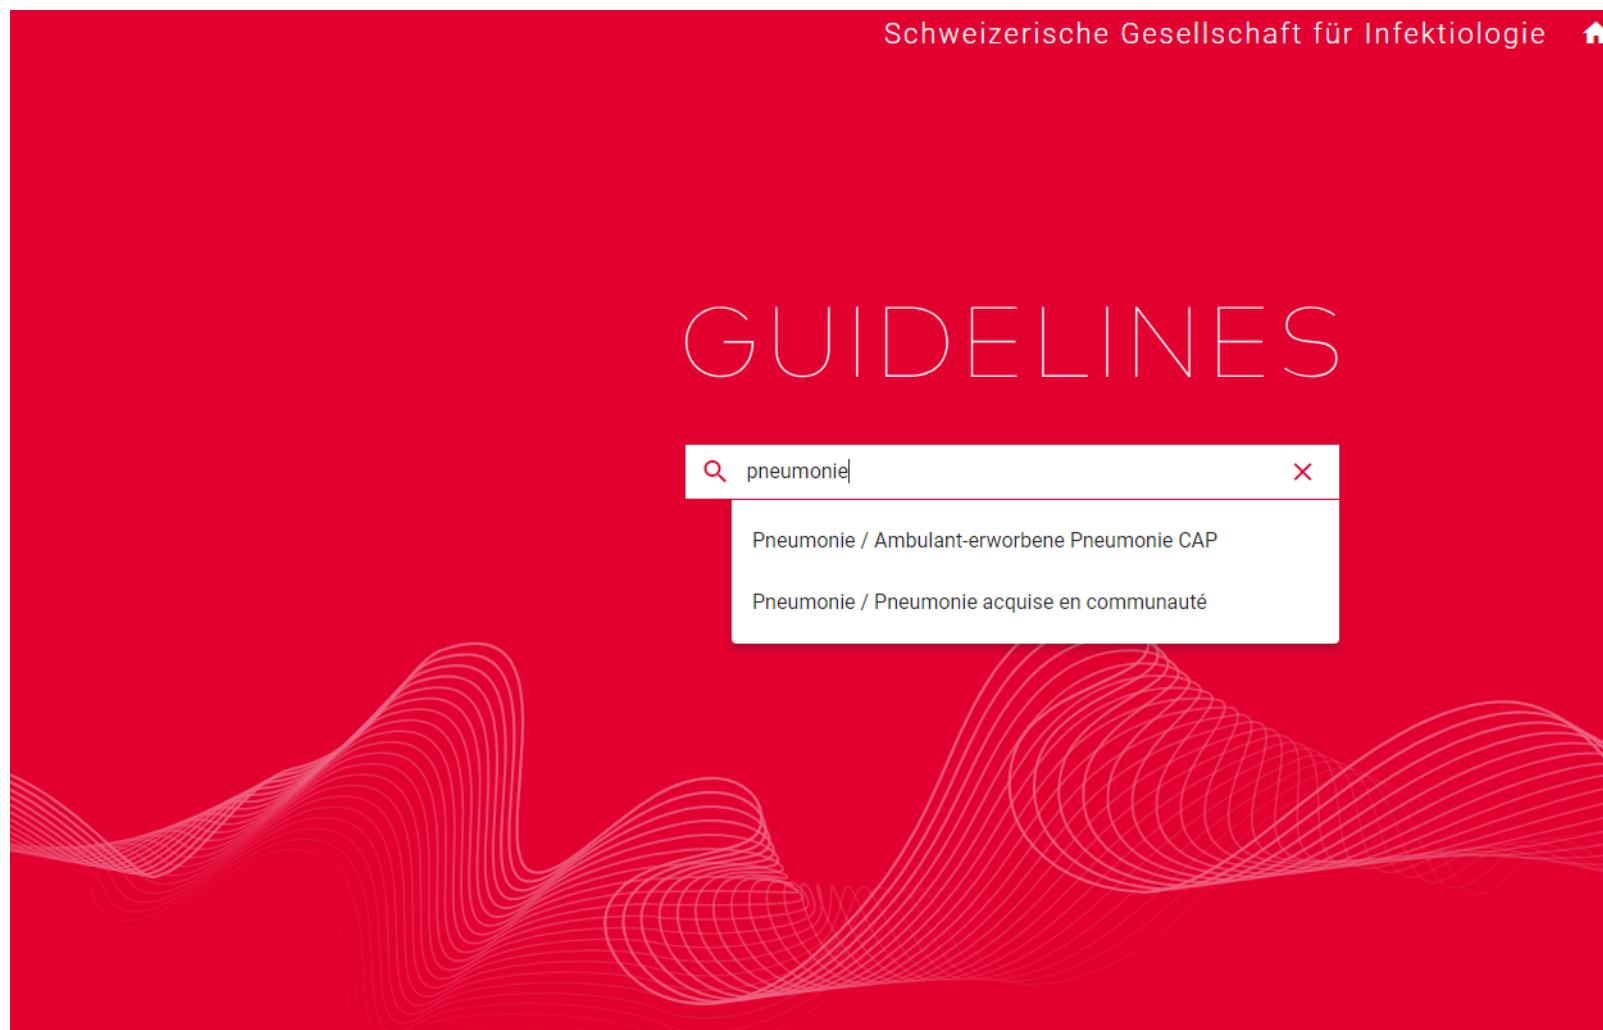 Schweizerische Gesellschaft für Infektiologie
GUIDELINES
pneumonie
Pneumonie / Ambulant-erworbene Pneumonie CAP
Pneumonie / Pneumonie acquise en communauté